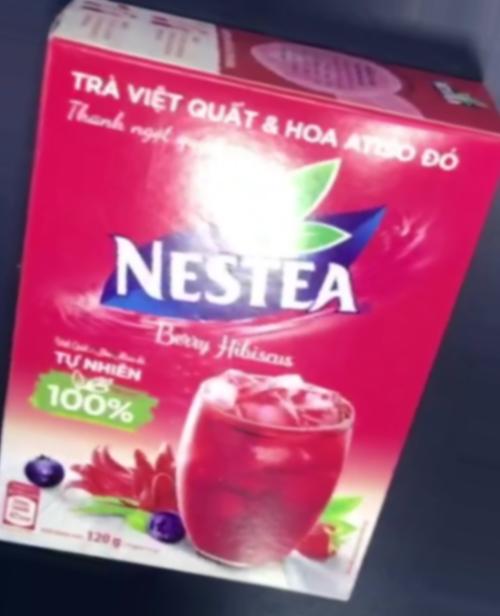 TRÀ VIỆT QUẤT & HOA ATISO ĐỎ
Thanh ngọt
NESTEA
Berry Hibiscus
TỰ NHIÊN
100%
120 g